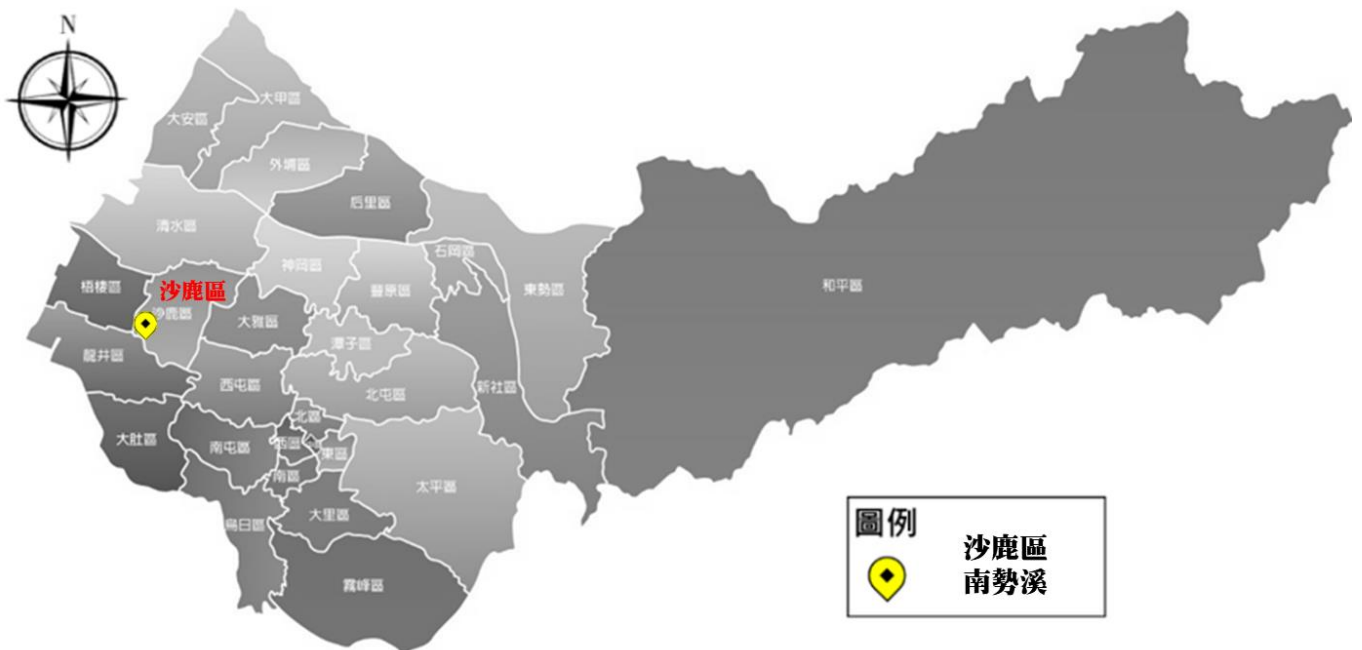 N
大甲區
大安區
外埔區
后里區
清水區
石岡區
神岡區
豐原區
東勢區
和平區
梧棲區
沙鹿區
沙鹿區
大雅區
潭子區
龍井區
西屯區
北屯區
新社區
北區
大肚區
南屯區
西區
東區
南區
太平區
大里區
烏日區
霧峰區
圖例
沙鹿區
南勢溪